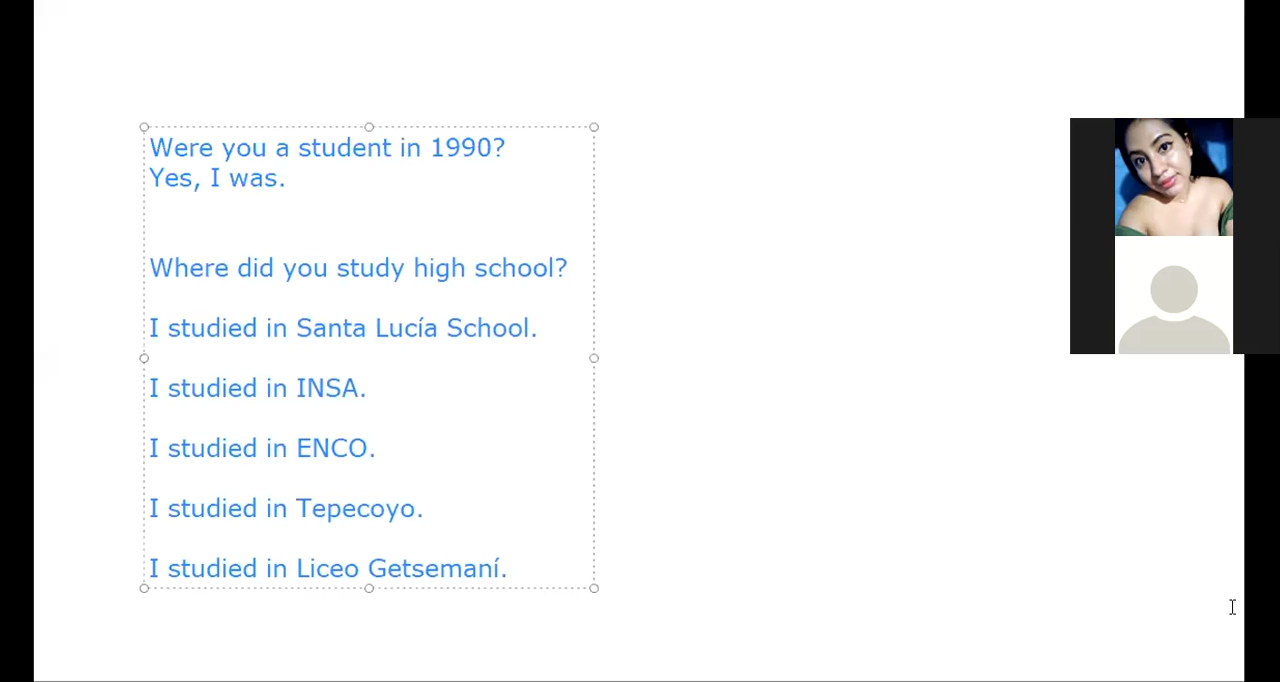 Were you a student in 1990?
Yes, I was.
Where did you study high school?
I studied in Santa Lucía School.
I studied in INSA.
I studied in ENCO.
I studied in Tepecoyo.
I studied in Liceo Getsemaní.